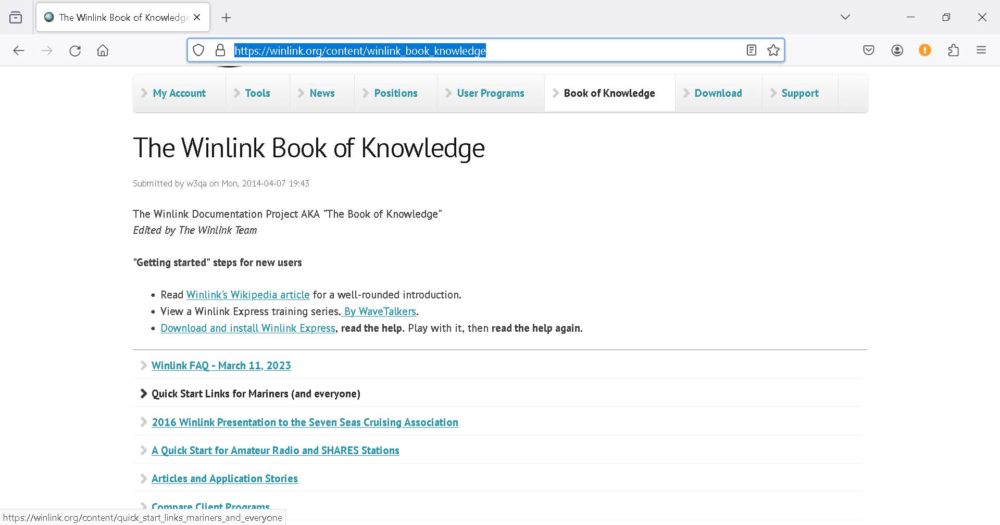 The Winlink Book of Knowledge
https://winlink.org/content/winlink_book_knowledge
My Account
Tools
News
Positions
User Programs
Book of Knowledge
Download
Support
The Winlink Book of Knowledge
Submitted by w3qa on Mon, 2014-04-07 19:43
The Winlink Documentation Project AKA "The Book of Knowledge"
Edited by The Winlink Team
"Getting started" steps for new users
• Read Winlink's Wikipedia article for a well-rounded introduction.
• View a Winlink Express training series. By WaveTalkers.
• Download and install Winlink Express, read the help. Play with it, then read the help again.
Winlink FAQ - March 11, 2023
Quick Start Links for Mariners (and everyone)
2016 Winlink Presentation to the Seven Seas Cruising Association
A Quick Start for Amateur Radio and SHARES Stations
Articles and Application Stories
Compare Client Programs
https://winlink.org/content/quick_start_links_mariners_and_everyone